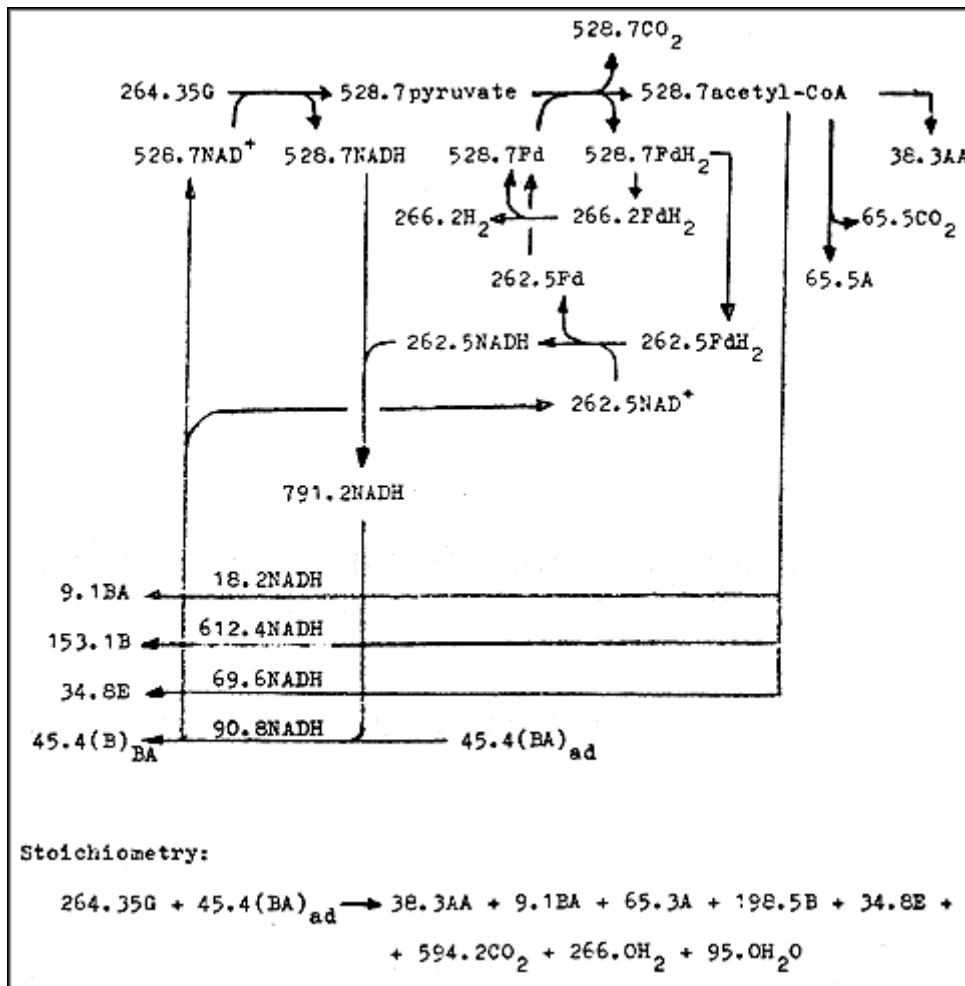 528.7CO2
264.35G 528.7pyruvate 528.7acetyl-CoA
528.7NAD+ 528.7NADH 528.7Fd 528.7FdH2 38.3AA
266.2H2 266.2FdH2 65.5CO2
262.5Fd 65.5A
262.5NADH 262.5FdH2
262.5NAD+
791.2NADH
18.2NADH
9.1BA
612.4NADH
153.1B
69.6NADH
34.8E
90.8NADH
45.4(B)BA 45.4(BA)ad
Stoichiometry:
264.35G + 45.4(BA)ad → 38.3AA + 9.1BA + 65.3A + 198.5B + 34.8E +
+ 594.2CO2 + 266.0H2 + 95.0H2O